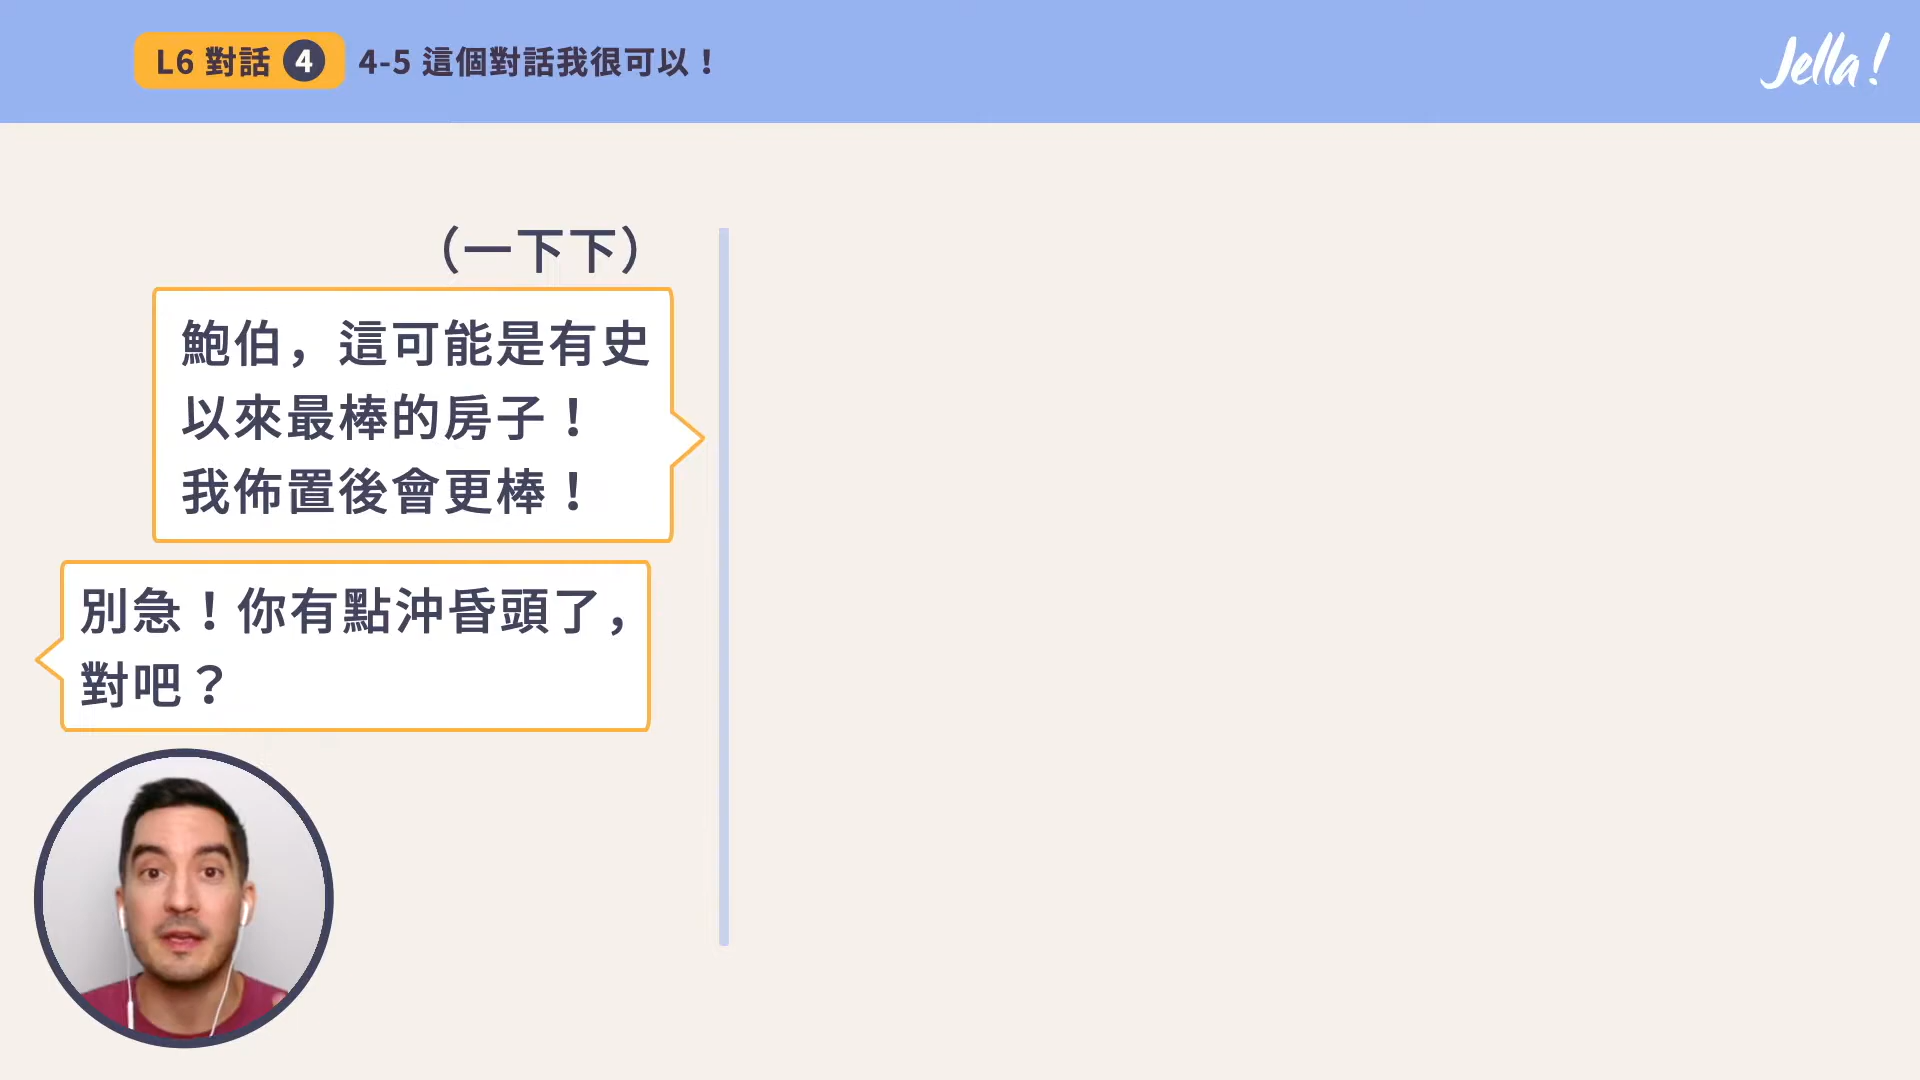 L6 對話 4 4-5 這個對話我很可以！
Jella!
（一下下）
鮑伯，這可能是有史
以來最棒的房子！
我佈置後會更棒！
別急！你有點沖昏頭了，
對吧？